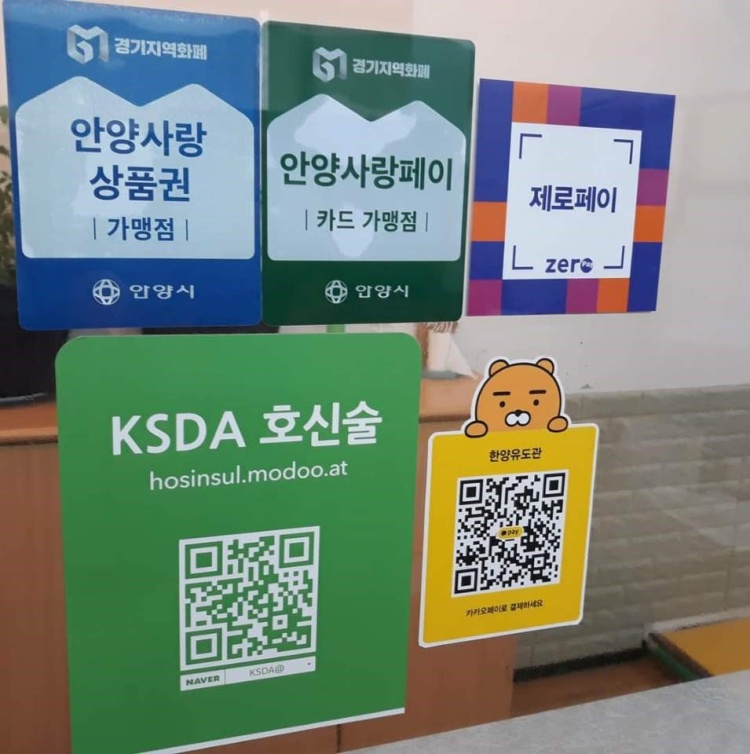 경기지역화폐
안양사랑
상품권
| 가맹점 |
안양시
경기지역화폐
안양사랑페이
| 카드 가맹점 |
안양시
제로페이
zero Pay
KSDA 호신술
hosinsul.modoo.at
NAVER KSDA@
한양유도관
pay
카카오페이로 결제하세요